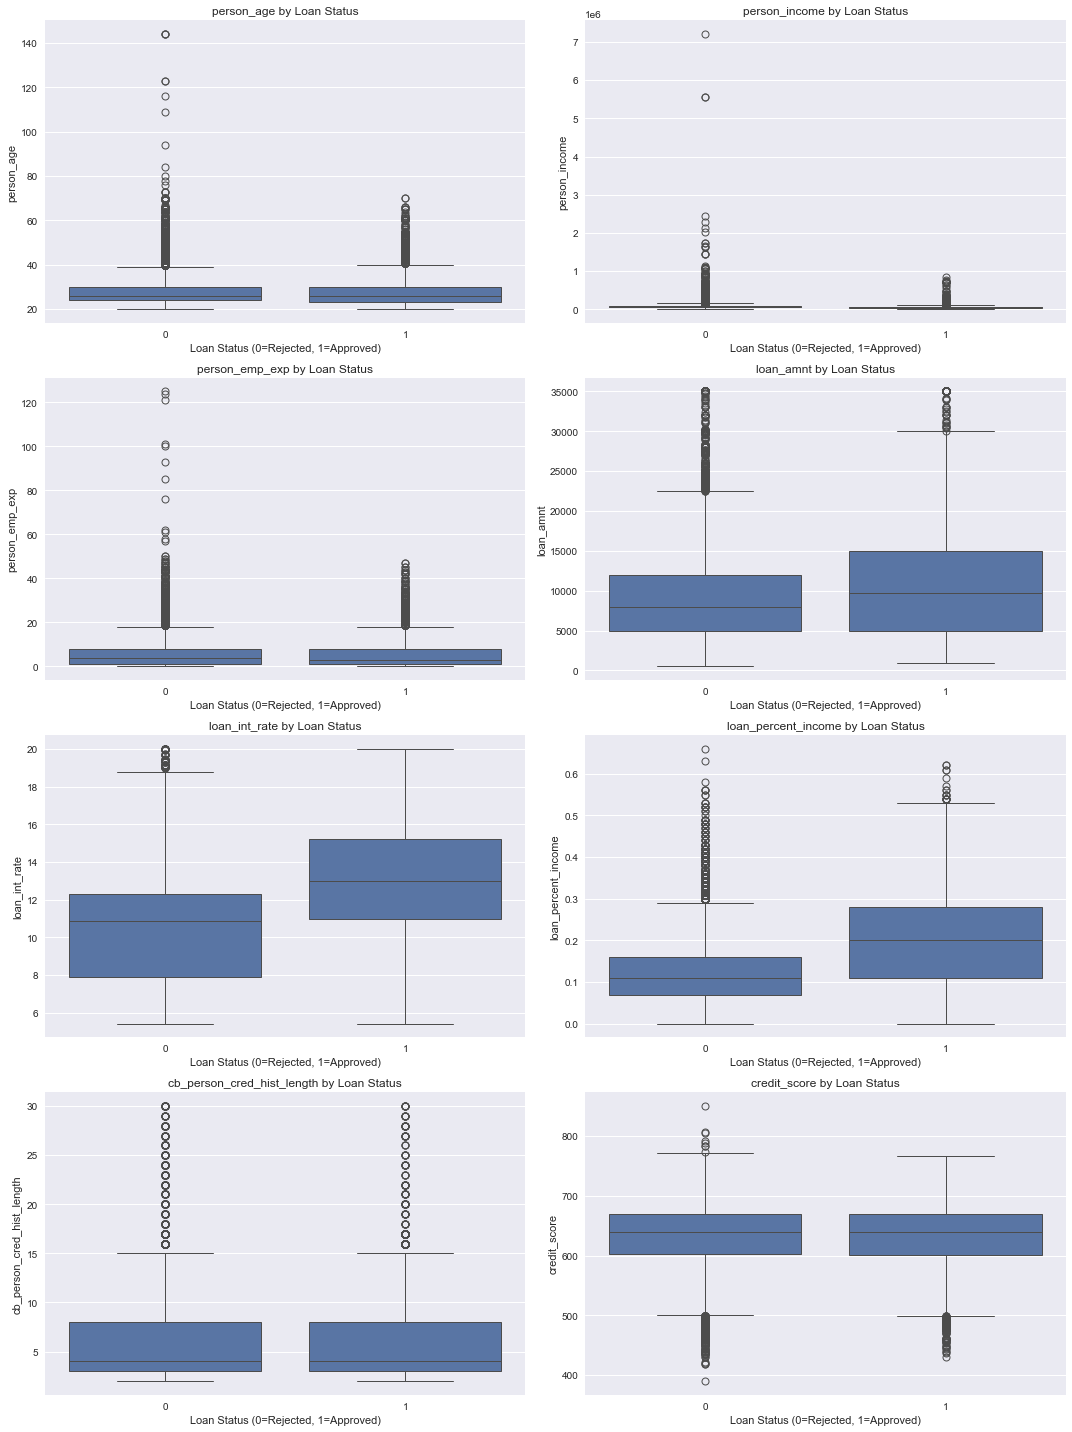 person_age by Loan Status
140
120
100
80
60
40
20
person_age
0 1
Loan Status (0=Rejected, 1=Approved)
person_income by Loan Status
1e6
7
6
5
4
3
2
1
0
person_income
0 1
Loan Status (0=Rejected, 1=Approved)
person_emp_exp by Loan Status
120
100
80
60
40
20
0
person_emp_exp
0 1
Loan Status (0=Rejected, 1=Approved)
loan_amnt by Loan Status
35000
30000
25000
20000
15000
10000
5000
0
loan_amnt
0 1
Loan Status (0=Rejected, 1=Approved)
loan_int_rate by Loan Status
20
18
16
14
12
10
8
6
loan_int_rate
0 1
Loan Status (0=Rejected, 1=Approved)
loan_percent_income by Loan Status
0.6
0.5
0.4
0.3
0.2
0.1
0.0
loan_percent_income
0 1
Loan Status (0=Rejected, 1=Approved)
cb_person_cred_hist_length by Loan Status
30
25
20
15
10
5
cb_person_cred_hist_length
0 1
Loan Status (0=Rejected, 1=Approved)
credit_score by Loan Status
800
700
600
500
400
credit_score
0 1
Loan Status (0=Rejected, 1=Approved)